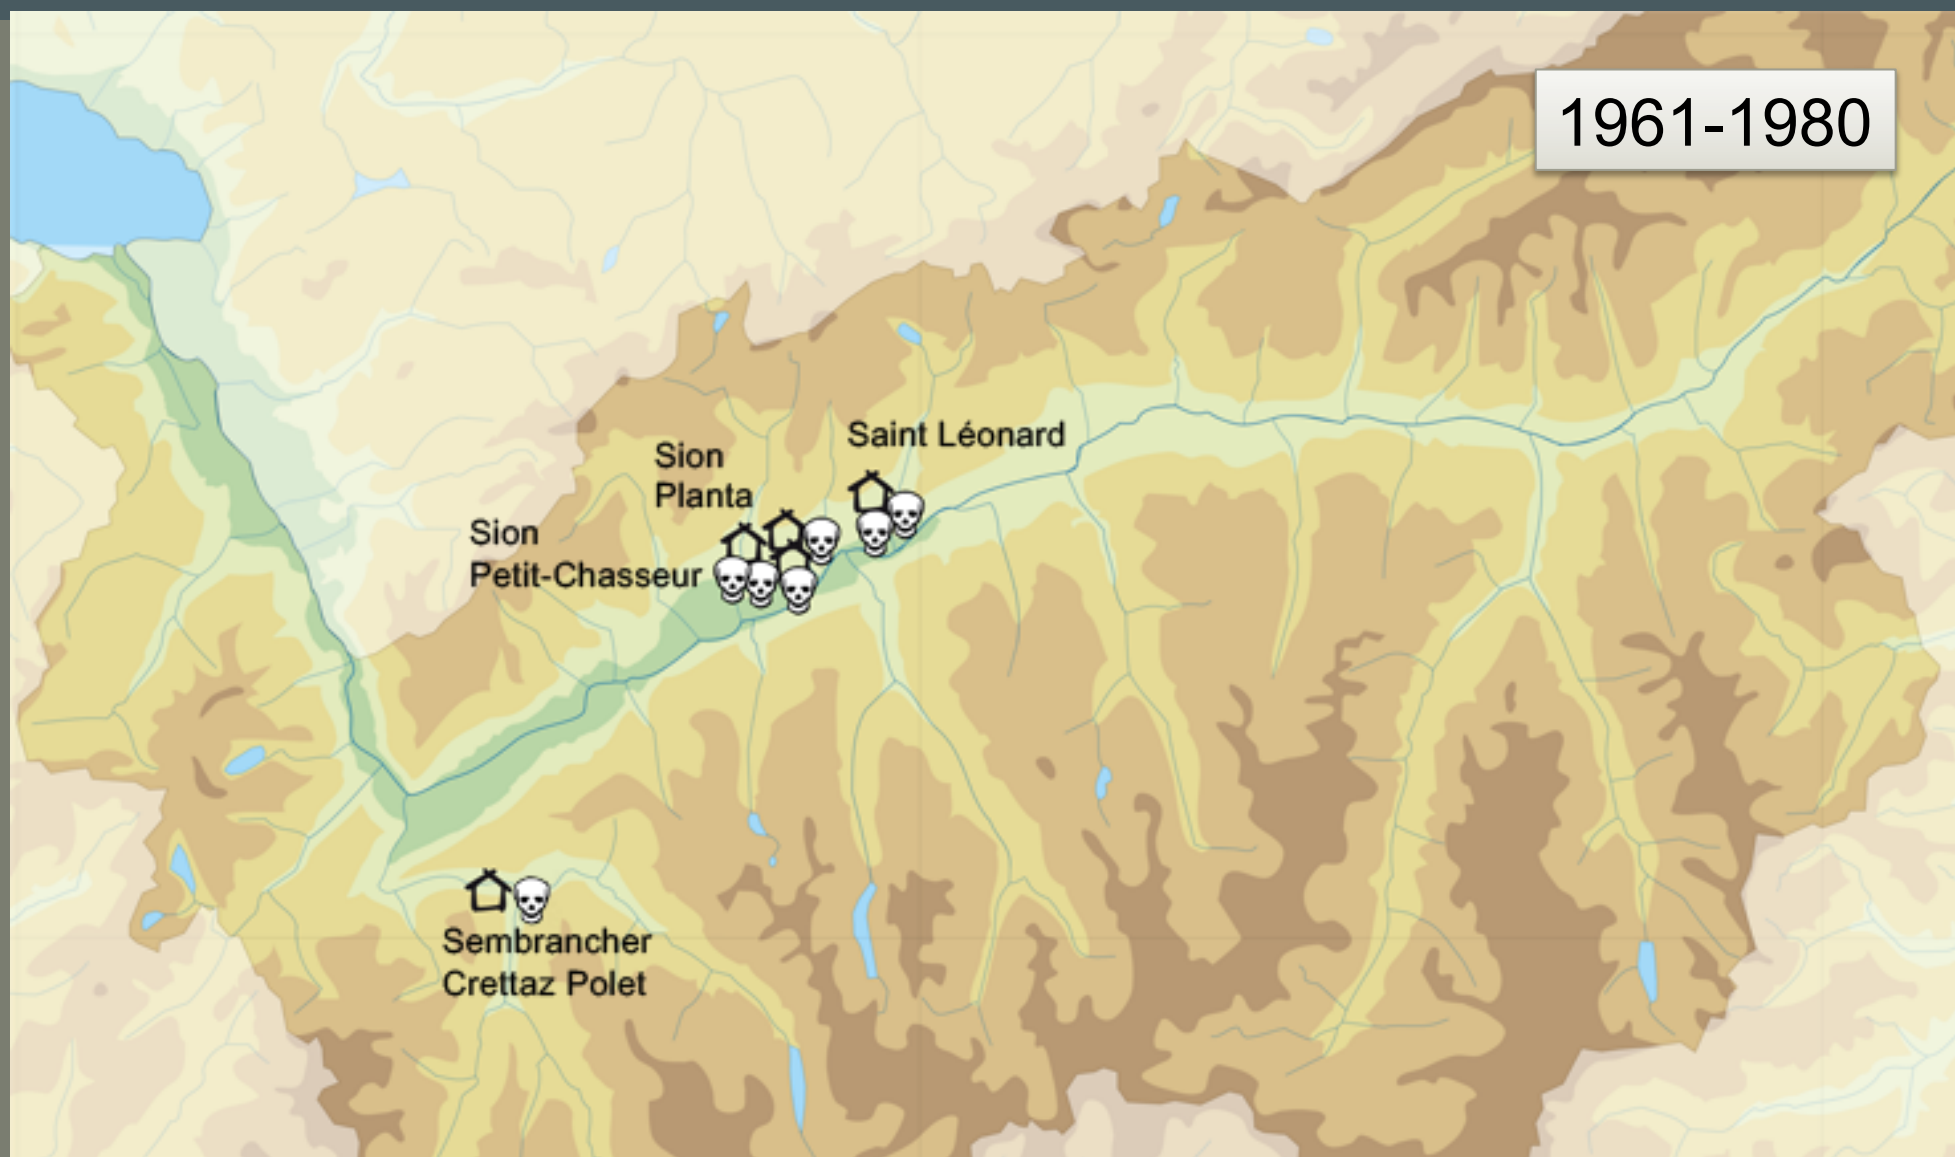 1961-1980
Saint Léonard
Sion
Planta
Sion
Petit-Chasseur
Sembrancher
Crettaz Polet